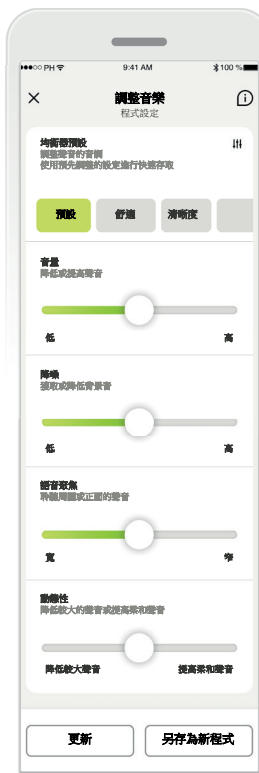 ●●●○○ PH 9:41 AM 100 %
調整音樂
程式設定
均衡器預設
調整聲音的音調
使用預先調整的設定進行快速存取
預設 舒適 清晰度
音量
降低或提高聲音
低 高
降噪
獲取或降低背景音
低 高
語音聚焦
聆聽周圍或正面的聲音
寬 窄
動態性
降低較大的聲音或提高柔和聲音
降低較大聲音 提高柔和聲音
更新 另存為新程式